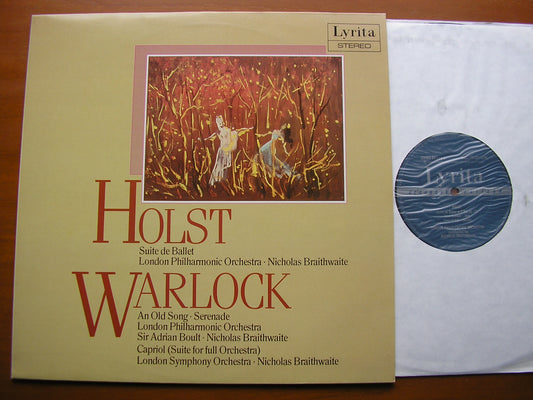 Lyrita
STEREO
HOLST
Suite de Ballet
London Philharmonic Orchestra · Nicholas Braithwaite
WARLOCK
An Old Song · Serenade
London Philharmonic Orchestra
Sir Adrian Boult · Nicholas Braithwaite
Capriol (Suite for full Orchestra)
London Symphony Orchestra · Nicholas Braithwaite
Lyrita